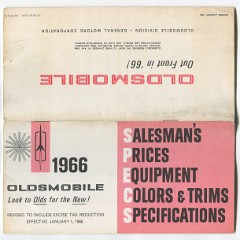 OLDSMOBILE DIVISION - GENERAL MOTORS CORPORATION
Out Front in '66!
OLDSMOBILE
1966
OLDSMOBILE
Look to Olds for the New!
REVISED TO INCLUDE EXCISE TAX REDUCTION
EFFECTIVE JANUARY 1, 1966
SALESMAN'S
PRICES
EQUIPMENT
COLORS & TRIMS
SPECIFICATIONS